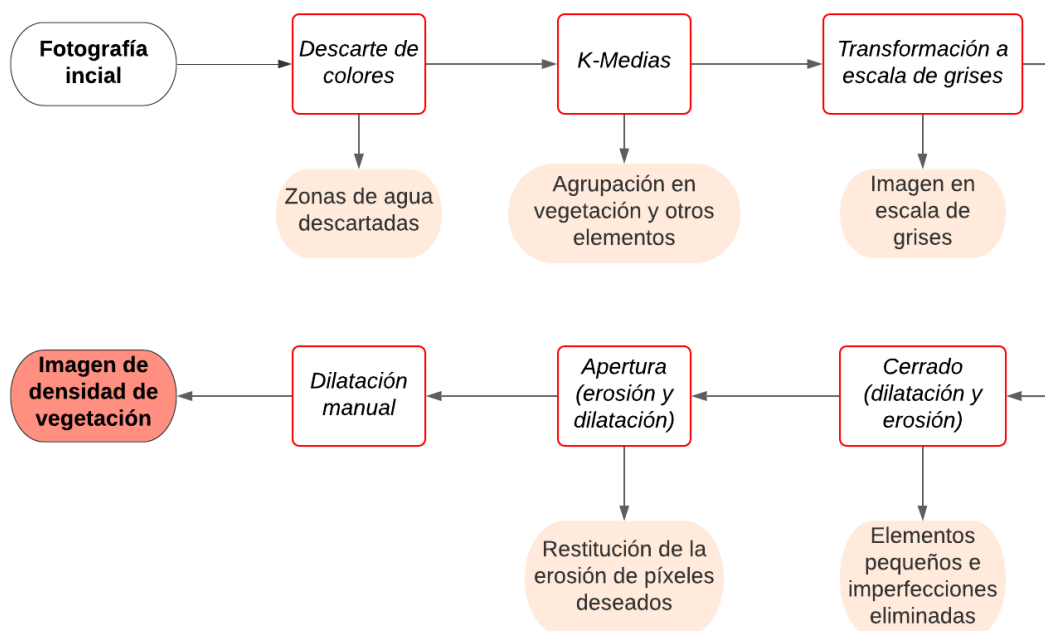 Fotografía
incial
Descarte de
colores
K-Medias
Transformación a
escala de grises
Zonas de agua
descartadas
Agrupación en
vegetación y otros
elementos
Imagen en
escala de
grises
Imagen de
densidad de
vegetación
Dilatación
manual
Apertura
(erosión y
dilatación)
Cerrado
(dilatación y
erosión)
Restitución de la
erosión de píxeles
deseados
Elementos
pequeños e
imperfecciones
eliminadas